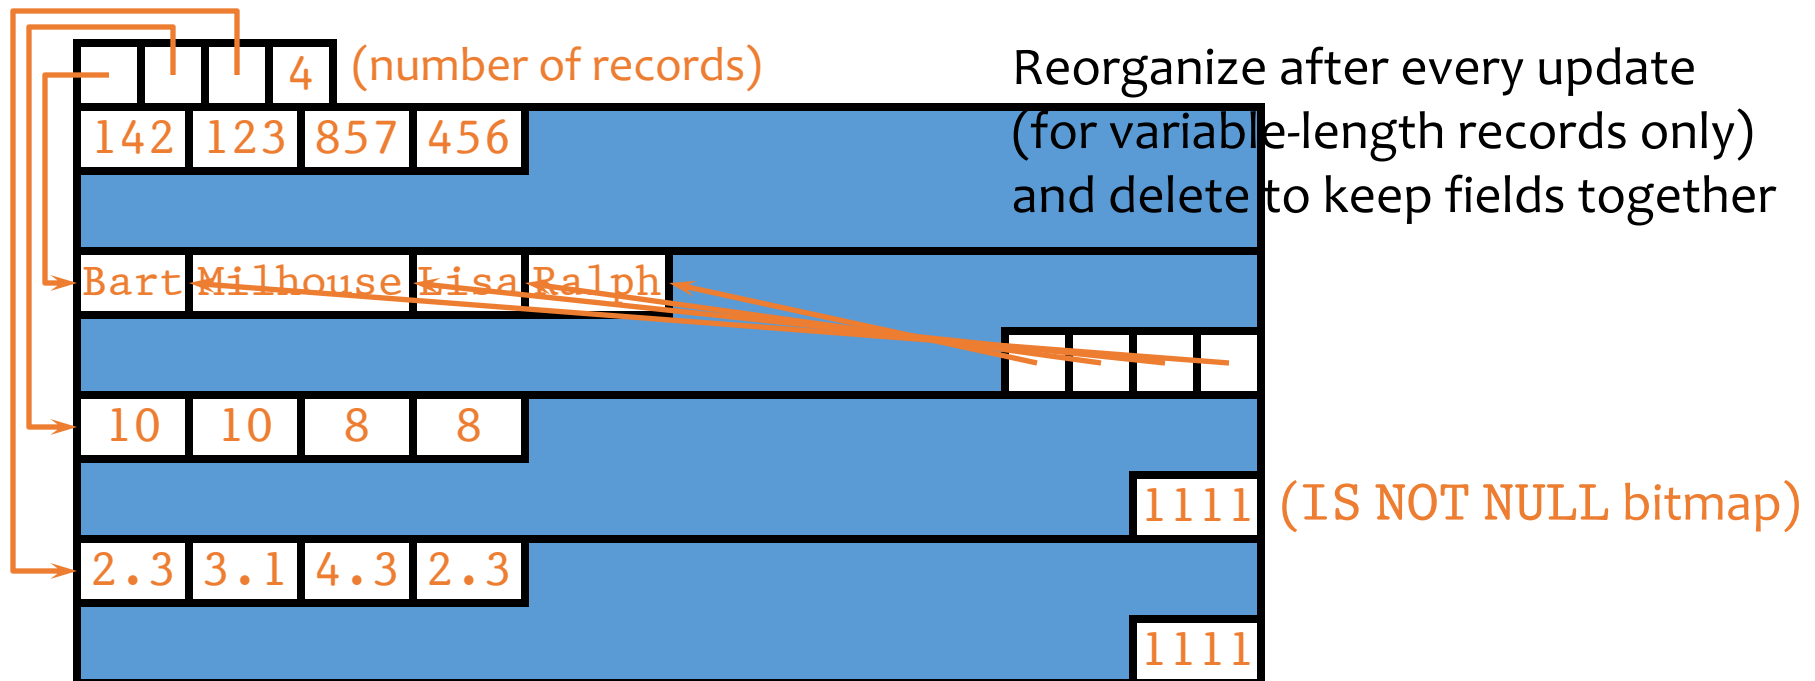 4 (number of records)
Reorganize after every update
(for variable-length records only)
and delete to keep fields together
142 123 857 456
Bart Milhouse Lisa Ralph
10 10 8 8
1111 (IS NOT NULL bitmap)
2.3 3.1 4.3 2.3
1111